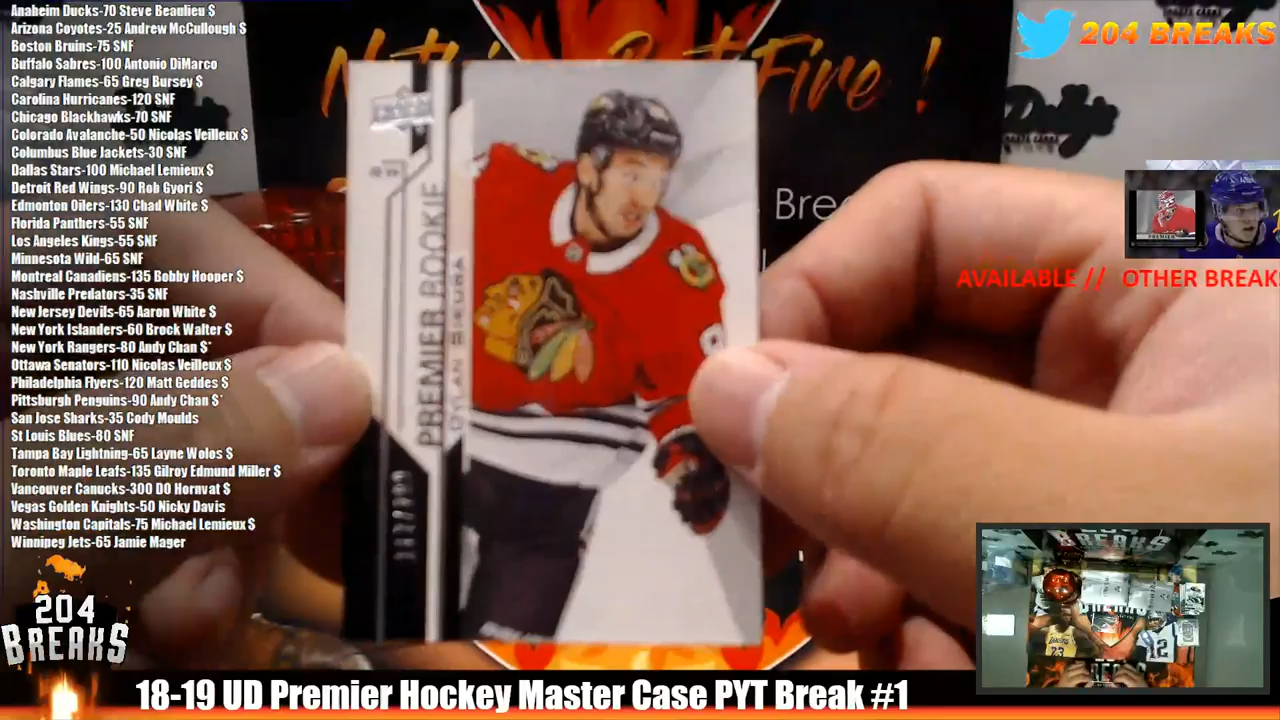 Anaheim Ducks-70 Steve Beaulieu $
Arizona Coyotes-25 Andrew McCullough $
Boston Bruins-75 SNF
Buffalo Sabres-100 Antonio DiMarco
Calgary Flames-65 Greg Bursey $
Carolina Hurricanes-120 SNF
Chicago Blackhawks-70 SNF
Colorado Avalanche-50 Nicolas Veilleux $
Columbus Blue Jackets-30 SNF
Dallas Stars-100 Michael Lemieux $
Detroit Red Wings-90 Rob Gyori $
Edmonton Oilers-130 Chad White $
Florida Panthers-55 SNF
Los Angeles Kings-55 SNF
Minnesota Wild-65 SNF
Montreal Canadiens-135 Bobby Hooper $
Nashville Predators-35 SNF
New Jersey Devils-65 Aaron White $
New York Islanders-60 Brock Walter $
New York Rangers-80 Andy Chan $*
Ottawa Senators-110 Nicolas Veilleux $
Philadelphia Flyers-120 Matt Geddes $
Pittsburgh Penguins-90 Andy Chan $*
San Jose Sharks-35 Cody Moulds
St Louis Blues-80 SNF
Tampa Bay Lightning-65 Layne Wolos $
Toronto Maple Leafs-135 Gilroy Edmund Miller $
Vancouver Canucks-300 DO Horvat $
Vegas Golden Knights-50 Nicky Davis
Washington Capitals-75 Michael Lemieux $
Winnipeg Jets-65 Jamie Mager
204
BREAKS
Fire !
PREMIER ROOKIE
DYLAN SIKURA
204 BREAKS
PREMIER
AVAILABLE // OTHER BREAK
BREAKS
12
18-19 UD Premier Hockey Master Case PYT Break #1